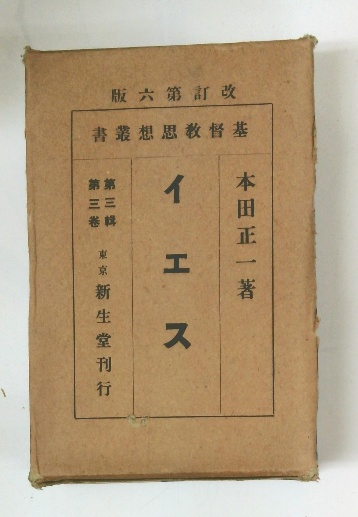 改訂第六版
基督教思想叢書
本田正一著
イエス
第三輯
第三卷
東京 新生堂刊行